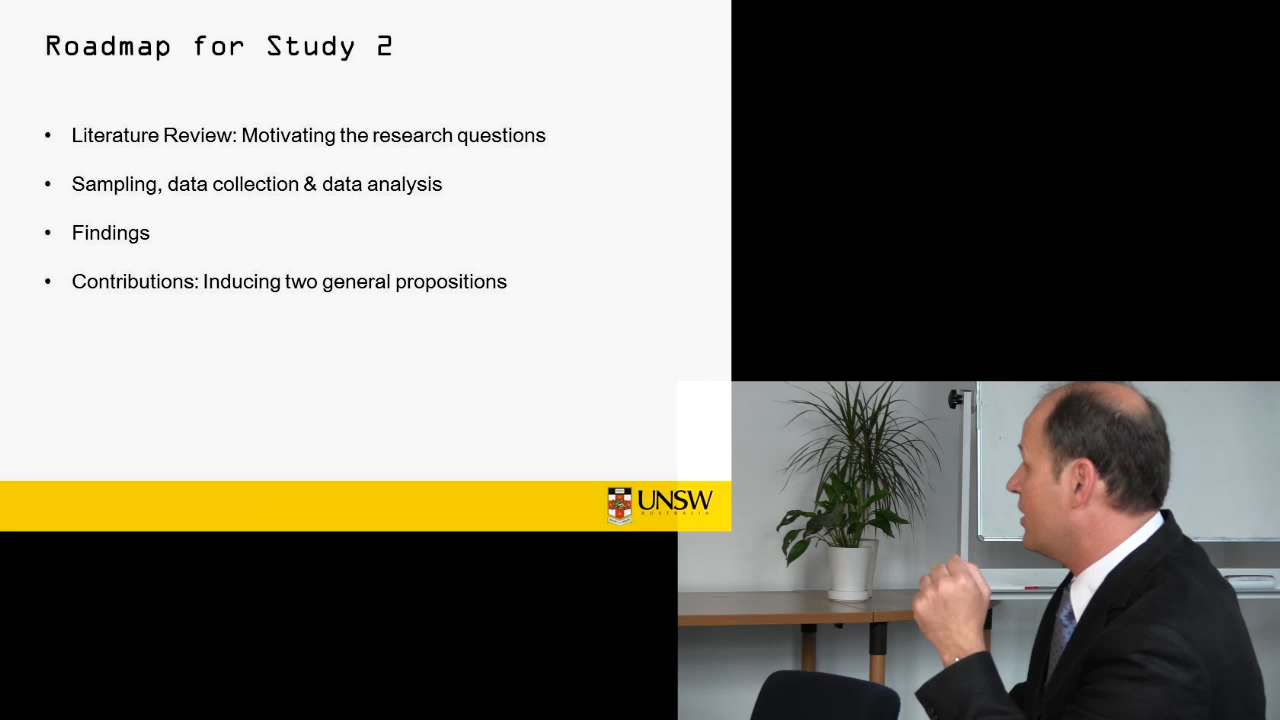 Roadmap for Study 2
• Literature Review: Motivating the research questions
• Sampling, data collection & data analysis
• Findings
• Contributions: Inducing two general propositions
UNSW
AUSTRALIA